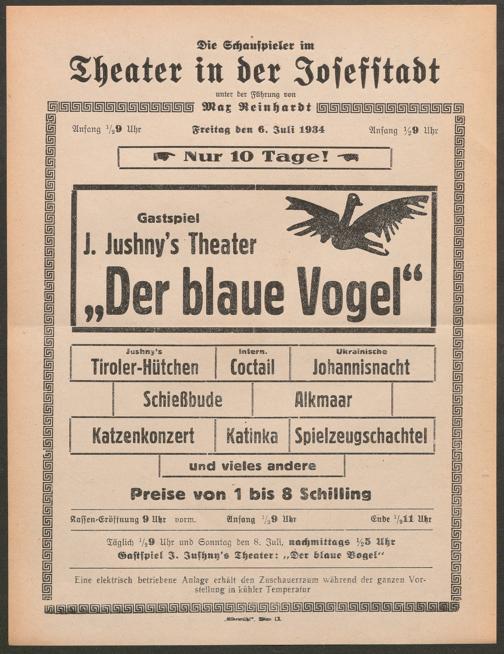 Die Schauspieler im
Theater in der Josefstadt
unter der Führung von
Max Reinhardt
Anfang ½9 Uhr Freitag den 6. Juli 1934 Anfang ½9 Uhr
Nur 10 Tage!
Gastspiel
J. Jushny's Theater
„Der blaue Vogel“
Jushny's Intern. Ukrainische
Tiroler-Hütchen Coctail Johannisnacht
Schießbude Alkmaar
Katzenkonzert Katinka Spielzeugschachtel
und vieles andere
Preise von 1 bis 8 Schilling
Kassen-Eröffnung 9 Uhr vorm. Anfang ½9 Uhr Ende ½11 Uhr
Täglich ½9 Uhr und Sonntag den 8. Juli, nachmittags ½5 Uhr
Gastspiel J. Jushny's Theater: „Der blaue Vogel“
Eine elektrisch betriebene Anlage erhält den Zuschauerraum während der ganzen Vor-
stellung in kühler Temperatur
Wien IX.